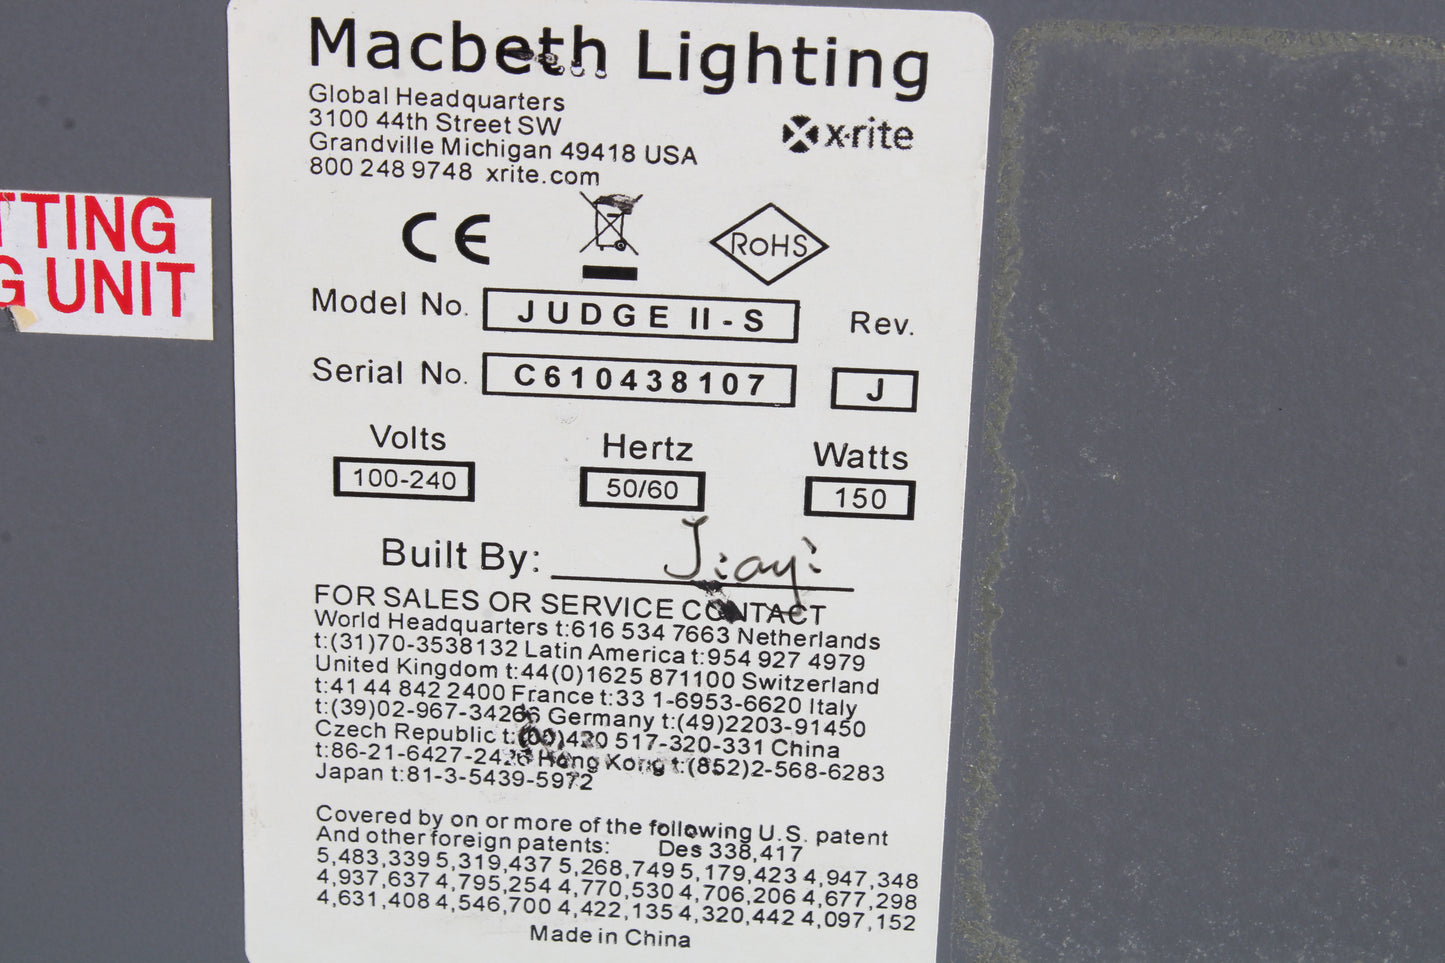 Macbeth Lighting
Global Headquarters
3100 44th Street SW
Grandville Michigan 49418 USA
800 248 9748 xrite.com
x·rite
TTING
G UNIT
CE
RoHS
Model No. JUDGE II-S Rev.
Serial No. C610438107 J
Volts Hertz Watts
100-240 50/60 150
Built By: Jiayi
FOR SALES OR SERVICE CONTACT
World Headquarters t:616 534 7663 Netherlands
t:(31)70-3538132 Latin America t:954 927 4979
United Kingdom t:44(0)1625 871100 Switzerland
t:41 44 842 2400 France t:33 1-6953-6620 Italy
t:(39)02-967-34266 Germany t:(49)2203-91450
Czech Republic t:(00)420 517-320-331 China
t:86-21-6427-2426 Hong Kong t:(852)2-568-6283
Japan t:81-3-5439-5972
Covered by on or more of the following U.S. patent
And other foreign patents: Des 338,417
5,483,339 5,319,437 5,268,749 5,179,423 4,947,348
4,937,637 4,795,254 4,770,530 4,706,206 4,677,298
4,631,408 4,546,700 4,422,135 4,320,442 4,097,152
Made in China